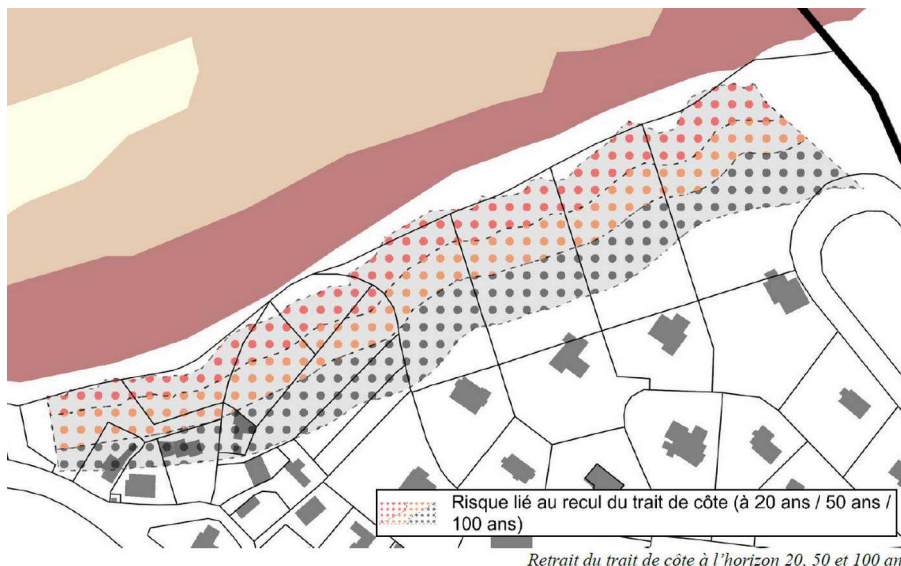 Risque lié au recul du trait de côte (à 20 ans / 50 ans /
100 ans)
Retrait du trait de côte à l'horizon 20, 50 et 100 an